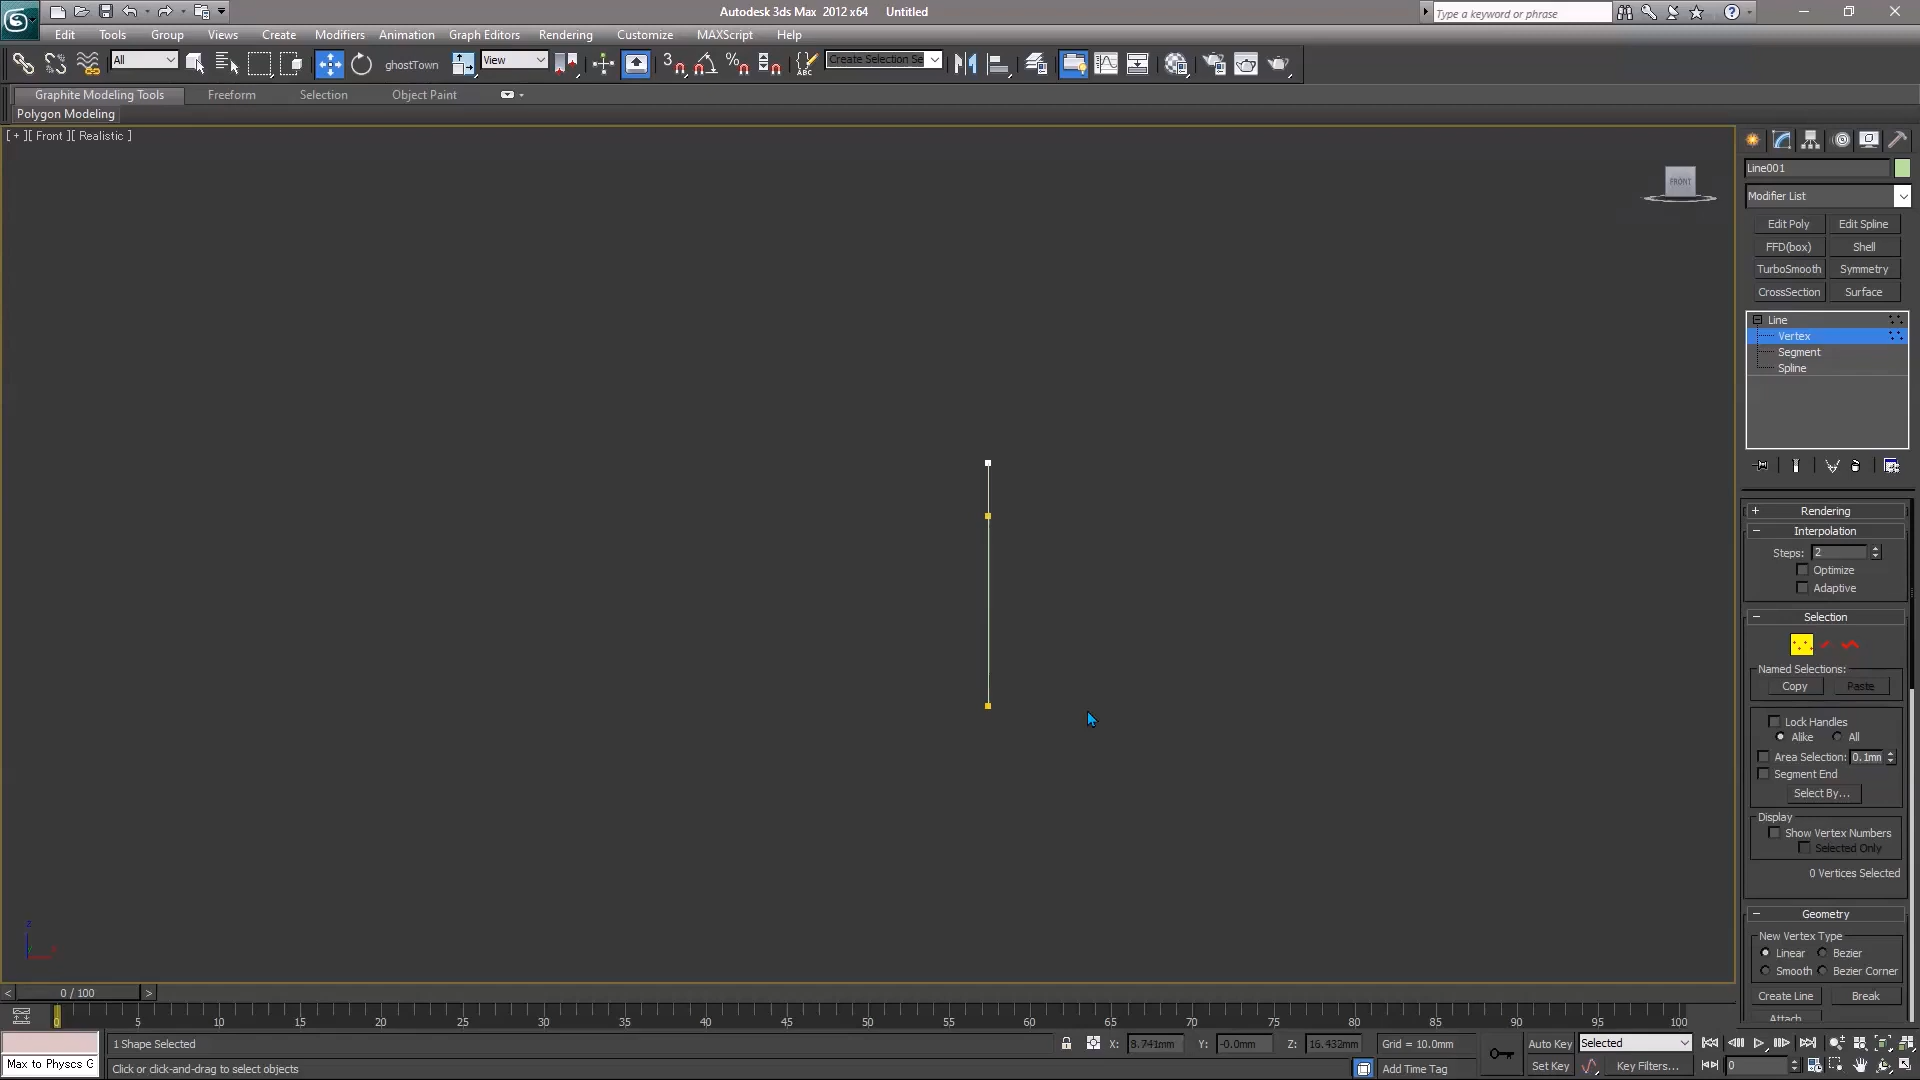 Autodesk 3ds Max 2012 x64 Untitled
Type a keyword or phrase
Edit Tools Group Views Create Modifiers Animation Graph Editors Rendering Customize MAXScript Help
All ghostTown View 3 Create Selection Se
Graphite Modeling Tools Freeform Selection Object Paint
Polygon Modeling
[ + ][ Front ][ Realistic ]
FRONT
Line001
Modifier List
Edit Poly Edit Spline
FFD(box) Shell
TurboSmooth Symmetry
CrossSection Surface
Line
Vertex
Segment
Spline
+ Rendering
- Interpolation
Steps: 2
Optimize
Adaptive
- Selection
Named Selections:
Copy Paste
Lock Handles
Alike All
Area Selection: 0.1mm
Segment End
Select By...
Display
Show Vertex Numbers
Selected Only
0 Vertices Selected
- Geometry
New Vertex Type
Linear Bezier
Smooth Bezier Corner
Create Line Break
Attach
< 0 / 100 >
0 5 10 15 20 25 30 35 40 45 50 55 60 65 70 75 80 85 90 95 100
1 Shape Selected X: 8.741mm Y: -0.0mm Z: 16.432mm Grid = 10.0mm Auto Key Selected
Max to Physcs C Click or click-and-drag to select objects Add Time Tag Set Key Key Filters... 0